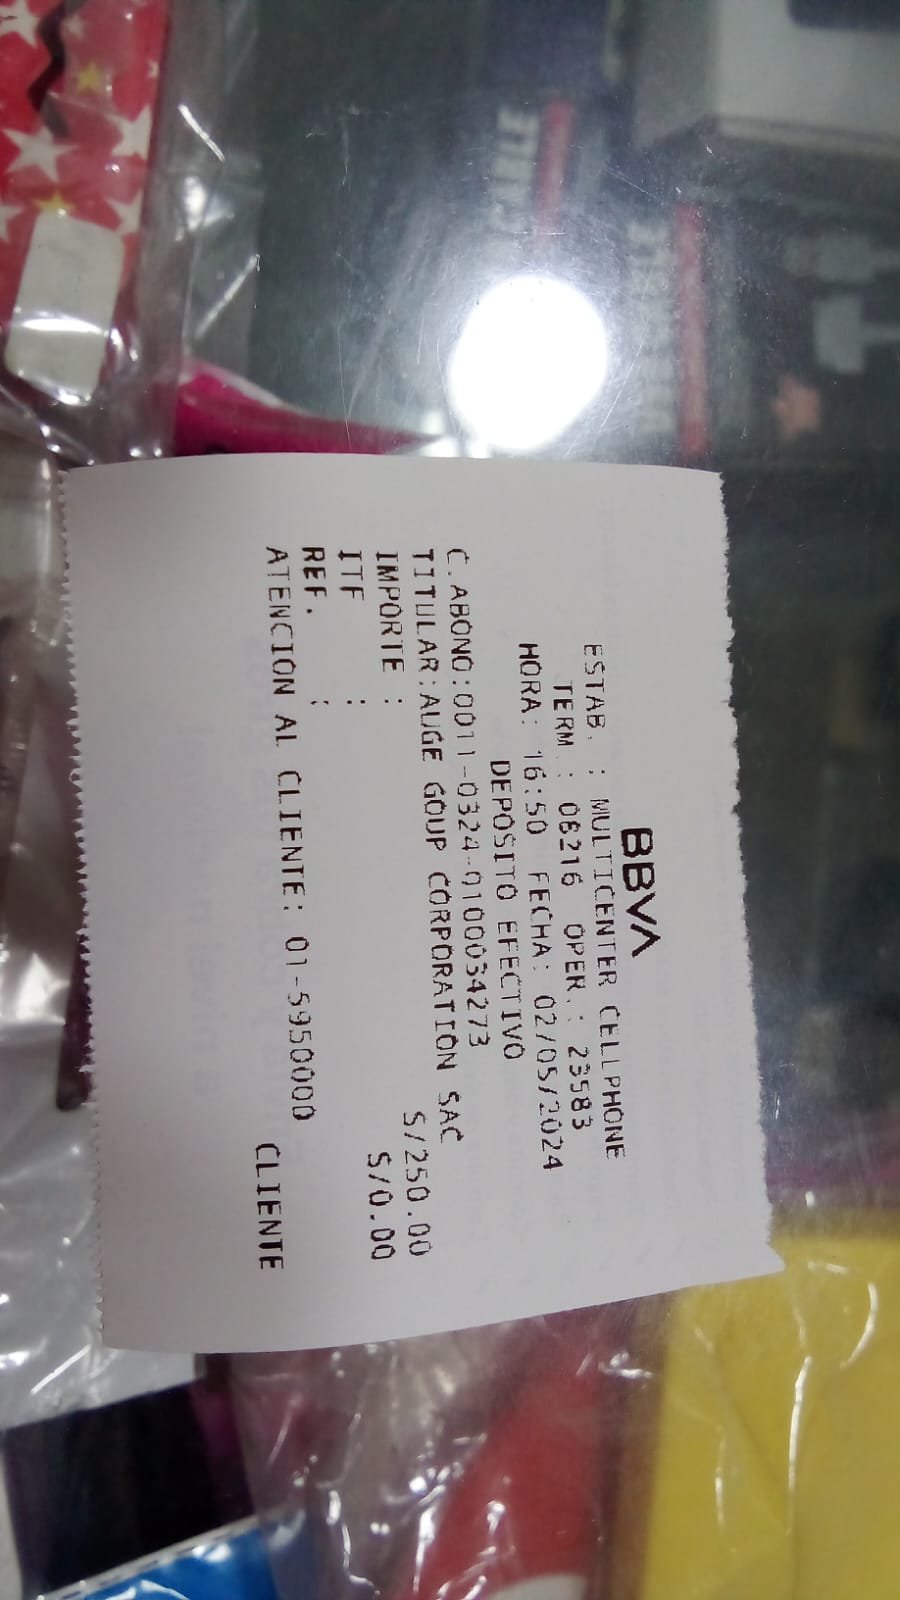 BBVA
ESTAB. : MULTICENTER CELLPHONE
TERM : 08216 OPER. : 23583
HORA: 16:50 FECHA: 02/05/2024
DEPOSITO EFECTIVO
C.ABONO:0011-0324-0100034273
TITULAR:AUGE GOUP CORPORATION SAC
IMPORTE : S/250.00
ITF : S/0.00
REF. :
ATENCION AL CLIENTE: 01-5950000
CLIENTE